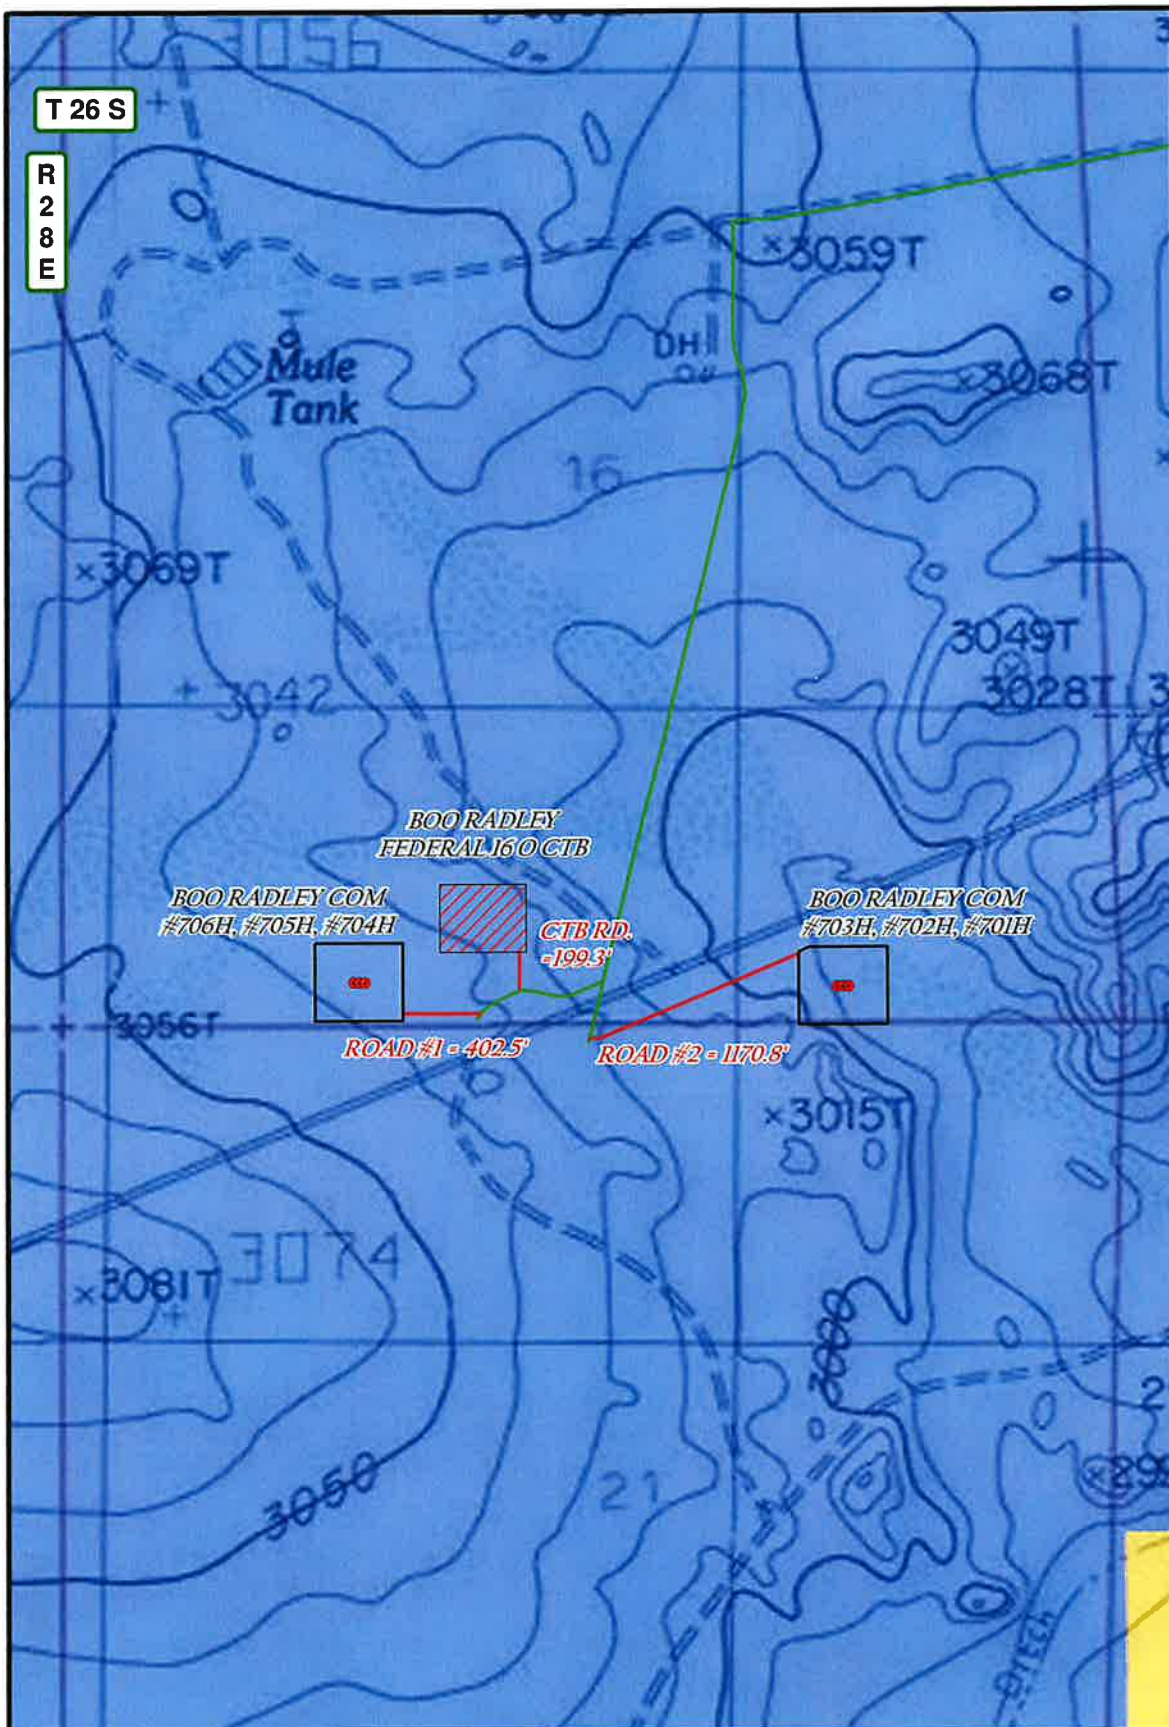 3056
T 26 S
R
2
8
E
×3059T
DH
Mule
Tank
×3068T
16
×3069T
3049T
3042
3028T
BOO RADLEY
FEDERAL 16 O CTB
BOO RADLEY COM
#706H, #705H, #704H
BOO RADLEY COM
#703H, #702H, #701H
CTB RD.
=199.3'
3056T
ROAD #1 = 402.5'
ROAD #2 = 1170.8'
×3015T
3074
×3081T
3000
3050
21
Ditch